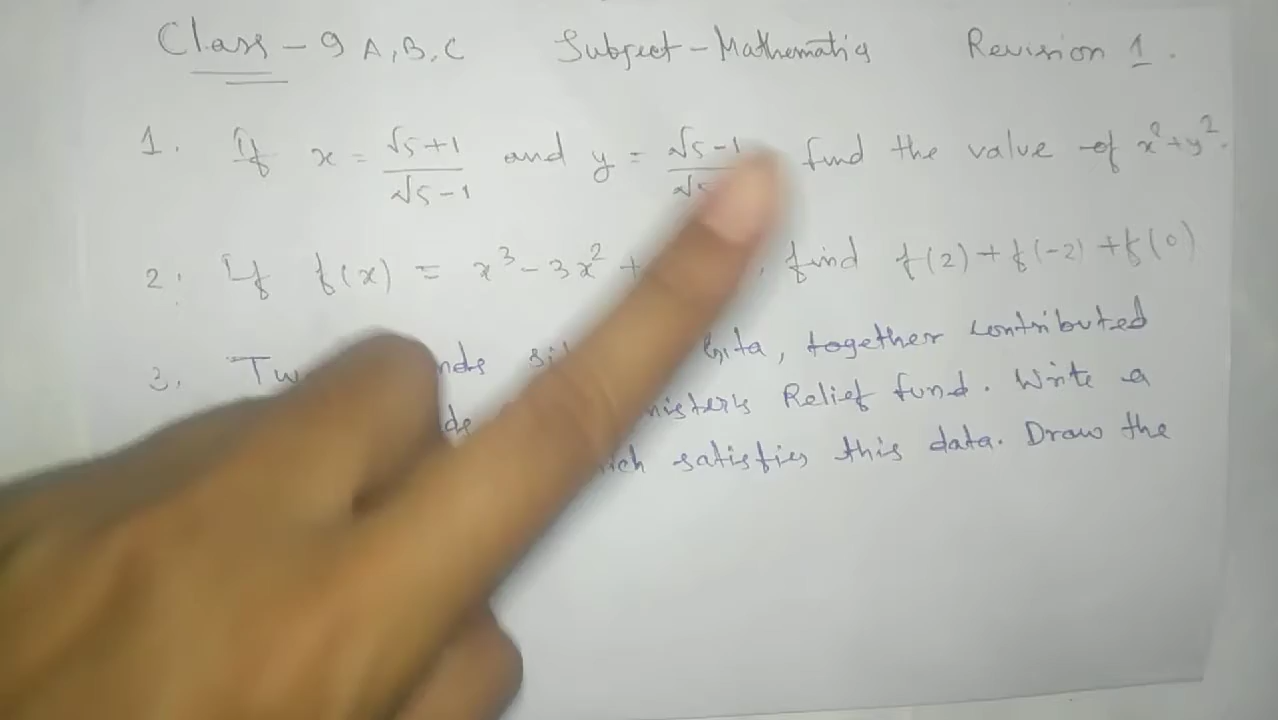 Class - 9 A, B, C Subject - Mathematics Revision 1.
1. If x = √5+1 / √5-1 and y = √5-1 / √5 find the value of x²+y².
2. If f(x) = x³ - 3x² + , find f(2) + f(-2) + f(0)
3. together contributed
Relief fund. Write a
satisfies this data. Draw the